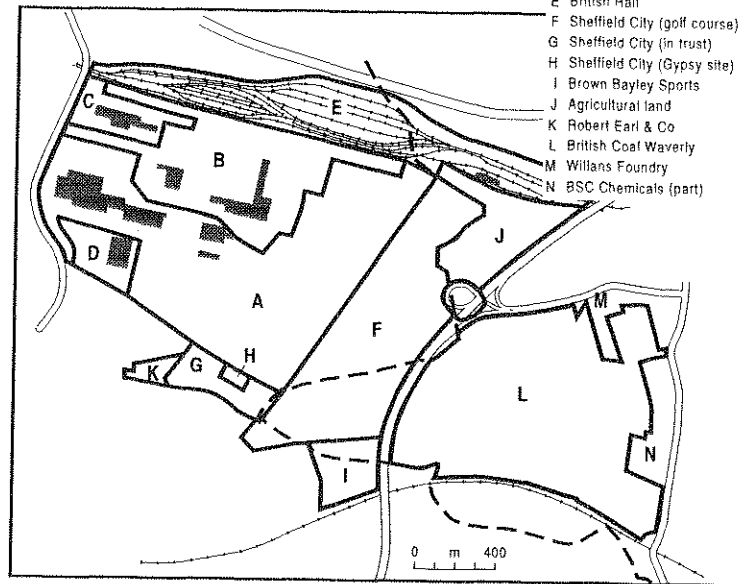 E British Rail
F Sheffield City (golf course)
G Sheffield City (in trust)
H Sheffield City (Gypsy site)
I Brown Bayley Sports
J Agricultural land
K Robert Earl & Co
L British Coal Waverly
M Willans Foundry
N BSC Chemicals (part)
C
E
B
D
J
A
M
H
F
G
K
L
N
I
0 m 400